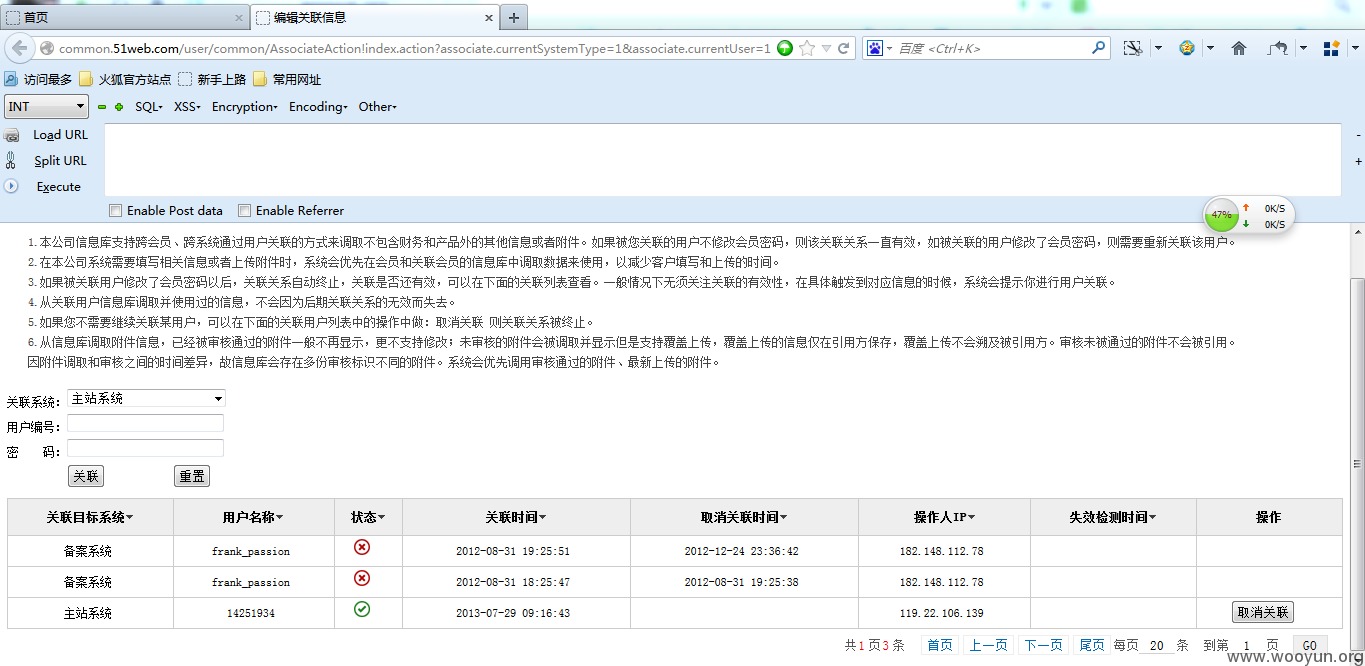 首页
编辑关联信息
common.51web.com/user/common/AssociateAction!index.action?associate.currentSystemType=1&associate.currentUser=1
百度 <Ctrl+K>
访问最多 火狐官方站点 新手上路 常用网址
INT SQL XSS Encryption Encoding Other
Load URL
Split URL
Execute
Enable Post data Enable Referrer
47% 0K/S
0K/S
1. 本公司信息库支持跨会员、跨系统通过用户关联的方式来调取不包含财务和产品外的其他信息或者附件。如果被您关联的用户不修改会员密码，则该关联关系一直有效，如被关联的用户修改了会员密码，则需要重新关联该用户。
2. 在本公司系统需要填写相关信息或者上传附件时，系统会优先在会员和关联会员的信息库中调取数据来使用，以减少客户填写和上传的时间。
3. 如果被关联用户修改了会员密码以后，关联关系自动终止，关联是否还有效，可以在下面的关联列表查看。一般情况下无须关注关联的有效性，在具体触发到对应信息的时候，系统会提示你进行用户关联。
4. 从关联用户信息库调取并使用过的信息，不会因为后期关联关系的无效而失去。
5. 如果您不需要继续关联某用户，可以在下面的关联用户列表中的操作中做：取消关联 则关联关系被终止。
6. 从信息库调取附件信息，已经被审核通过的附件一般不再显示，更不支持修改；未审核的附件会被调取并显示但是支持覆盖上传，覆盖上传的信息仅在引用方保存，覆盖上传不会溯及被引用方。审核未被通过的附件不会被引用。
因附件调取和审核之间的时间差异，故信息库会存在多份审核标识不同的附件。系统会优先调用审核通过的附件、最新上传的附件。
关联系统： 主站系统
用户编号：
密 码：
关联 重置
关联目标系统 用户名称 状态 关联时间 取消关联时间 操作人IP 失效检测时间 操作
备案系统 frank_passion 2012-08-31 19:25:51 2012-12-24 23:36:42 182.148.112.78
备案系统 frank_passion 2012-08-31 18:25:47 2012-08-31 19:25:38 182.148.112.78
主站系统 14251934 2013-07-29 09:16:43 119.22.106.139 取消关联
共1页3条 首页 上一页 下一页 尾页 每页 20 条 到第 1 页 GO
www.wooyun.org